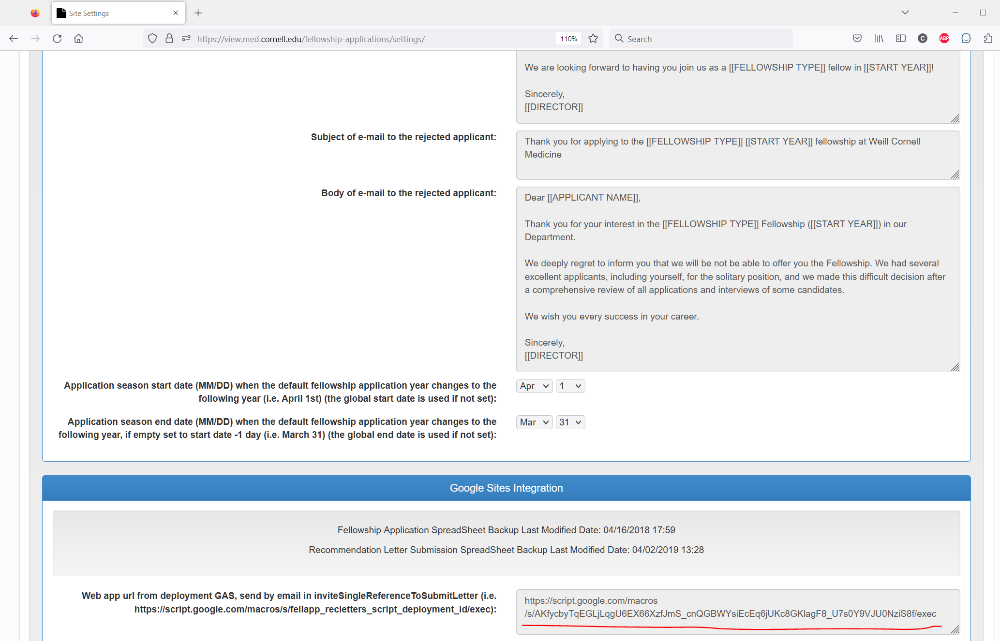 Site Settings
https://view.med.cornell.edu/fellowship-applications/settings/
110%
Search
C
ABP
We are looking forward to having you join us as a [[FELLOWSHIP TYPE]] fellow in [[START YEAR]]!
Sincerely,
[[DIRECTOR]]
Subject of e-mail to the rejected applicant:
Thank you for applying to the [[FELLOWSHIP TYPE]] [[START YEAR]] fellowship at Weill Cornell
Medicine
Body of e-mail to the rejected applicant:
Dear [[APPLICANT NAME]],
Thank you for your interest in the [[FELLOWSHIP TYPE]] Fellowship ([[START YEAR]]) in our
Department.
We deeply regret to inform you that we will be not be able to offer you the Fellowship. We had several
excellent applicants, including yourself, for the solitary position, and we made this difficult decision after
a comprehensive review of all applications and interviews of some candidates.
We wish you every success in your career.
Sincerely,
[[DIRECTOR]]
Application season start date (MM/DD) when the default fellowship application year changes to the
following year (i.e. April 1st) (the global start date is used if not set):
Apr 1
Application season end date (MM/DD) when the default fellowship application year changes to the
following year, if empty set to start date -1 day (i.e. March 31) (the global end date is used if not set):
Mar 31
Google Sites Integration
Fellowship Application SpreadSheet Backup Last Modified Date: 04/16/2018 17:59
Recommendation Letter Submission SpreadSheet Backup Last Modified Date: 04/02/2019 13:28
Web app url from deployment GAS, send by email in inviteSingleReferenceToSubmitLetter (i.e.
https://script.google.com/macros/s/fellapp_recletters_script_deployment_id/exec):
https://script.google.com/macros
/s/AKfycbyTqEGLjLqgU6EX66XzfJmS_cnQGBWYsiEcEq6jUKc8GKlagF8_U7s0Y9VJU0NziS8f/exec